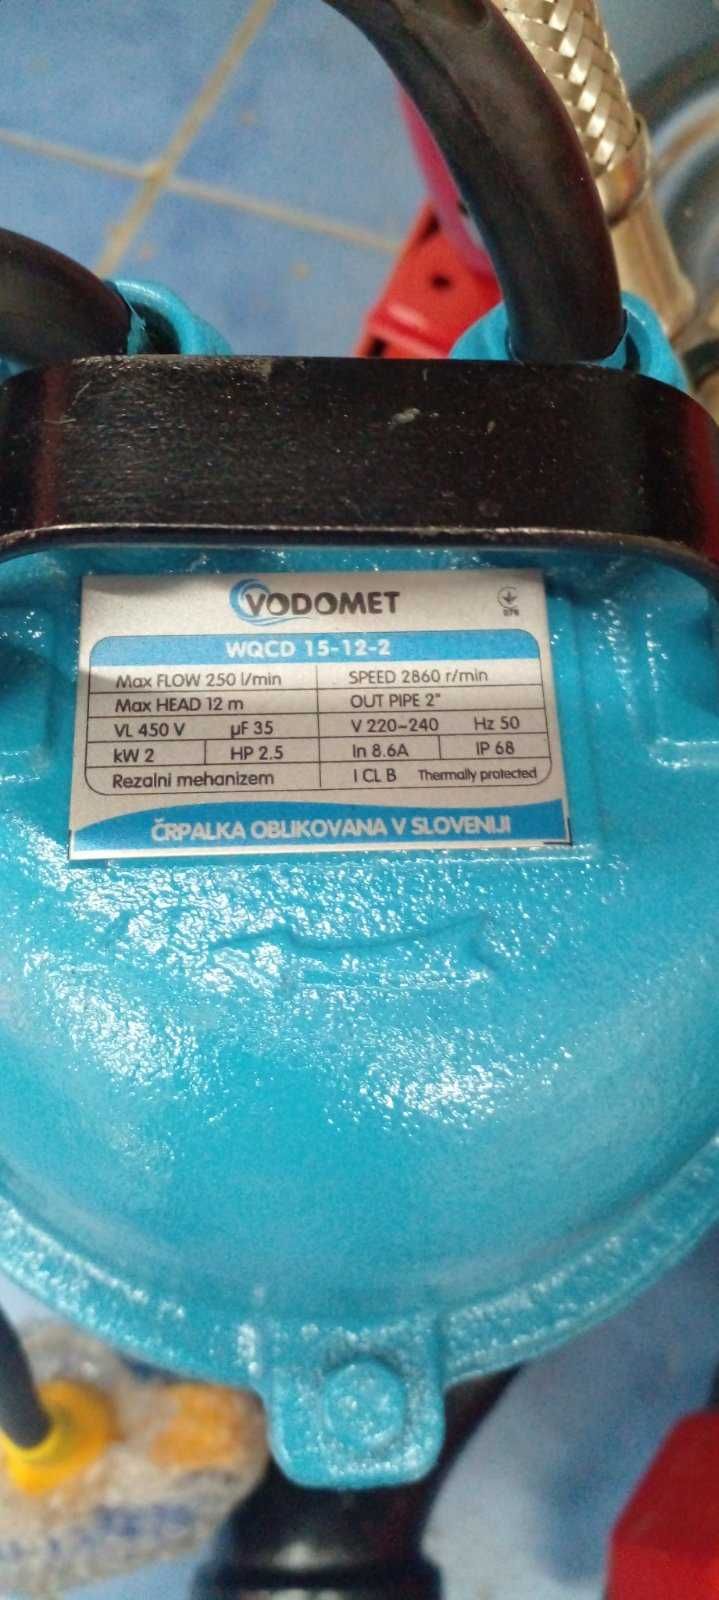 VODOMET
WQCD 15-12-2
Max FLOW 250 l/min SPEED 2860 r/min
Max HEAD 12 m OUT PIPE 2"
VL 450 V µF 35 V 220~240 Hz 50
kW 2 HP 2.5 In 8.6A IP 68
Rezalni mehanizem I CL B Thermally protected
ČRPALKA OBLIKOVANA V SLOVENIJI